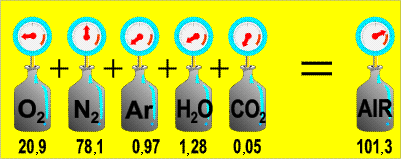 + + + + =
O₂ N₂ Ar H₂O CO₂ AIR
20,9 78,1 0,97 1,28 0,05 101,3